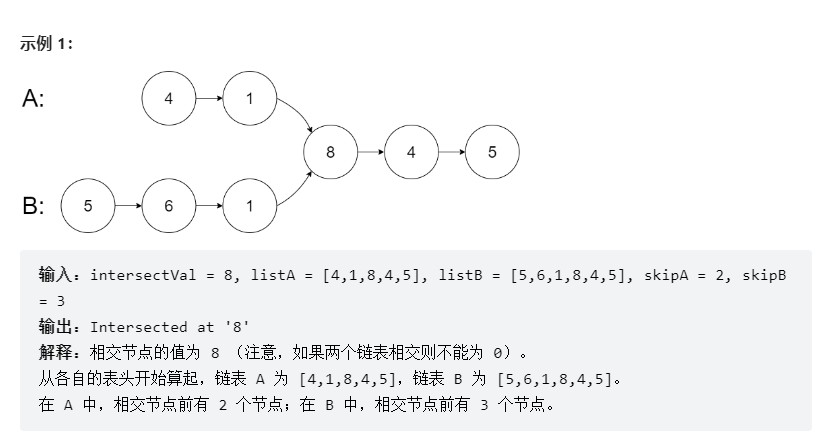 示例 1：
A:
4
1
8
4
5
B:
5
6
1
输入：intersectVal = 8, listA = [4,1,8,4,5], listB = [5,6,1,8,4,5], skipA = 2, skipB
= 3
输出：Intersected at '8'
解释：相交节点的值为 8 （注意，如果两个链表相交则不能为 0）。
从各自的表头开始算起，链表 A 为 [4,1,8,4,5]，链表 B 为 [5,6,1,8,4,5]。
在 A 中，相交节点前有 2 个节点；在 B 中，相交节点前有 3 个节点。